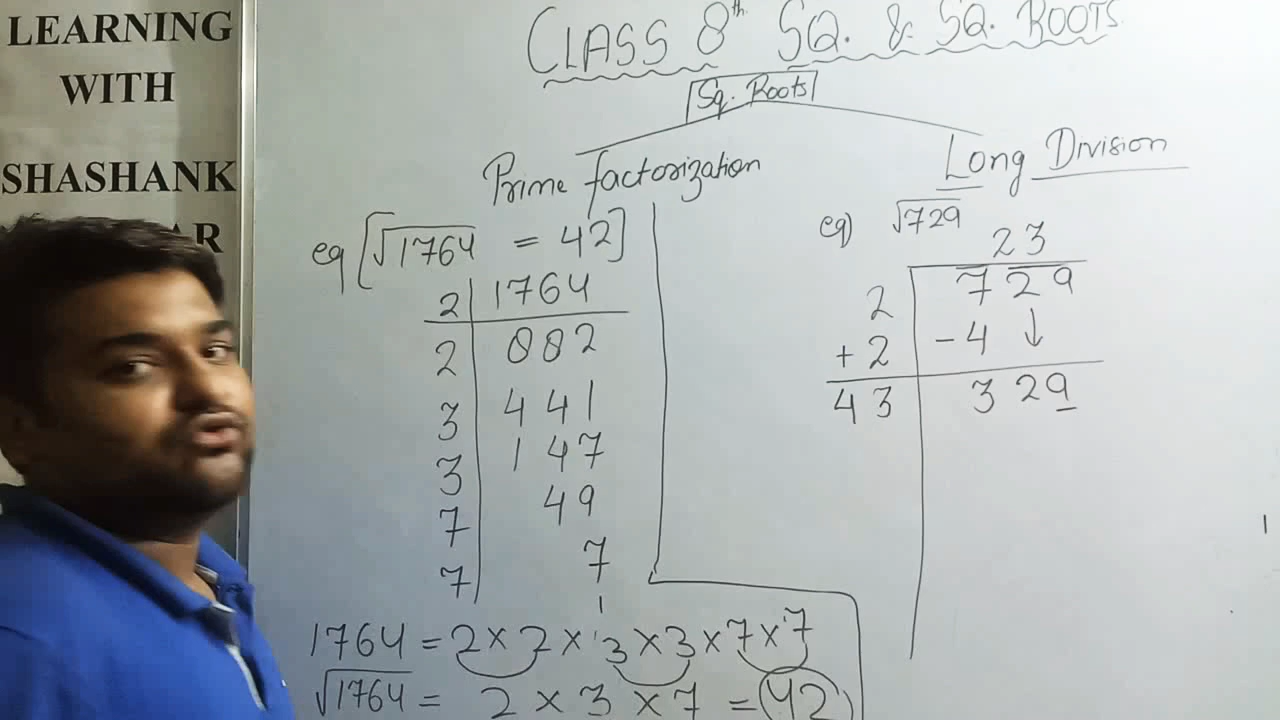 LEARNING
WITH
SHASHANK
AR
CLASS 8th SQ. & SQ. ROOTS
Sq. Roots
Prime factorization
eg [√1764 = 42]
2 | 1764
2 | 882
3 | 441
3 | 147
7 | 49
7 | 7
1
1764 = 2 × 2 × 3 × 3 × 7 × 7
√1764 = 2 × 3 × 7 = 42
Long Division
eg) √729
23
2 | 729
+ 2 | - 4 ↓
43 | 329